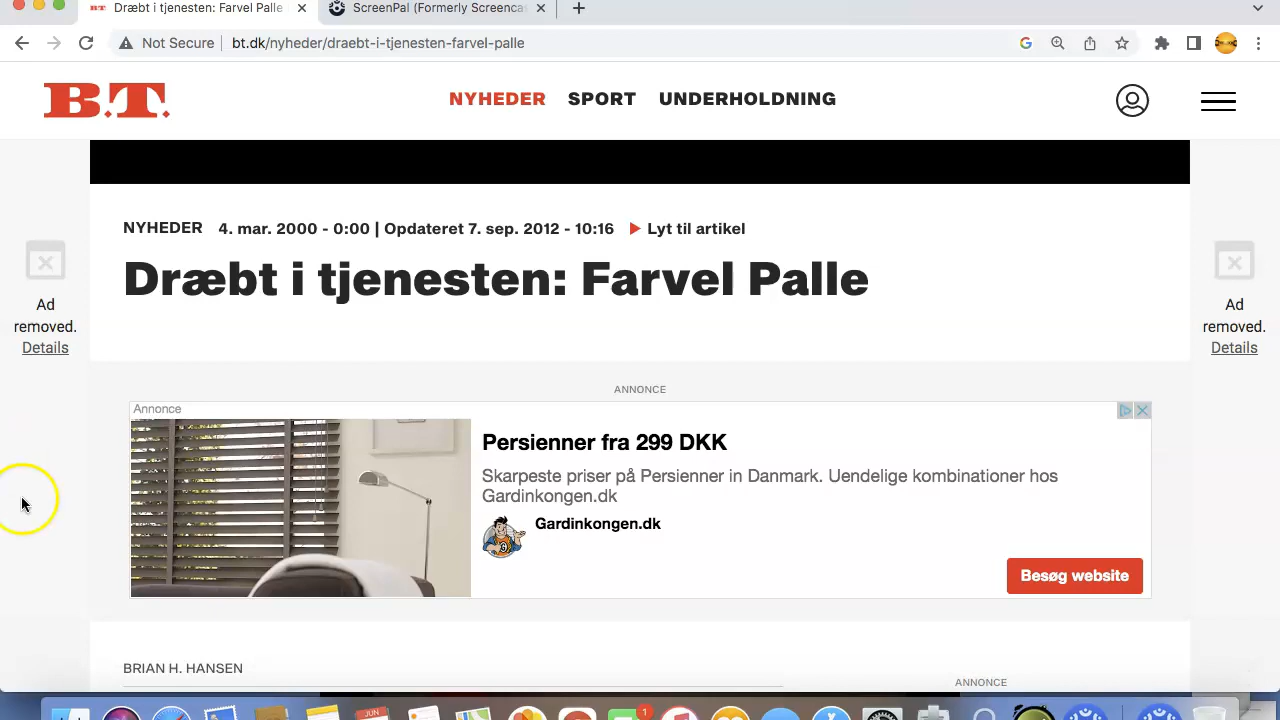 Dræbt i tjenesten: Farvel Palle
ScreenPal (Formerly Screencas
Not Secure
bt.dk/nyheder/draebt-i-tjenesten-farvel-palle
B.T.
NYHEDER
SPORT
UNDERHOLDNING
NYHEDER
4. mar. 2000 - 0:00 | Opdateret 7. sep. 2012 - 10:16
Lyt til artikel
Dræbt i tjenesten: Farvel Palle
Ad
removed.
Details
Ad
removed.
Details
ANNONCE
Annonce
Persienner fra 299 DKK
Skarpeste priser på Persienner in Danmark. Uendelige kombinationer hos
Gardinkongen.dk
Gardinkongen.dk
Besøg website
BRIAN H. HANSEN
ANNONCE
JUN
1